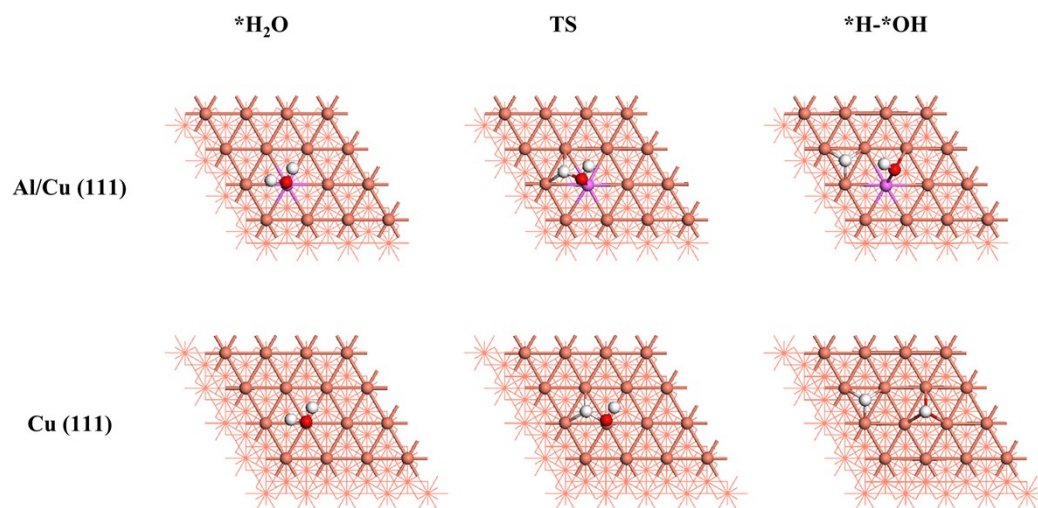 *H₂O TS *H-*OH
Al/Cu (111)
Cu (111)